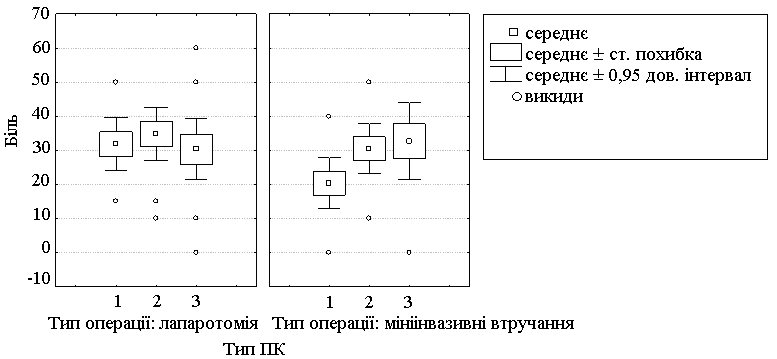 70
60
50
40
30
20
10
0
-10
Біль
1 2 3
1 2 3
Тип операції: лапаротомія
Тип операції: мініінвазивні втручання
Тип ПК
середнє
середнє ± ст. похибка
середнє ± 0,95 дов. інтервал
викиди